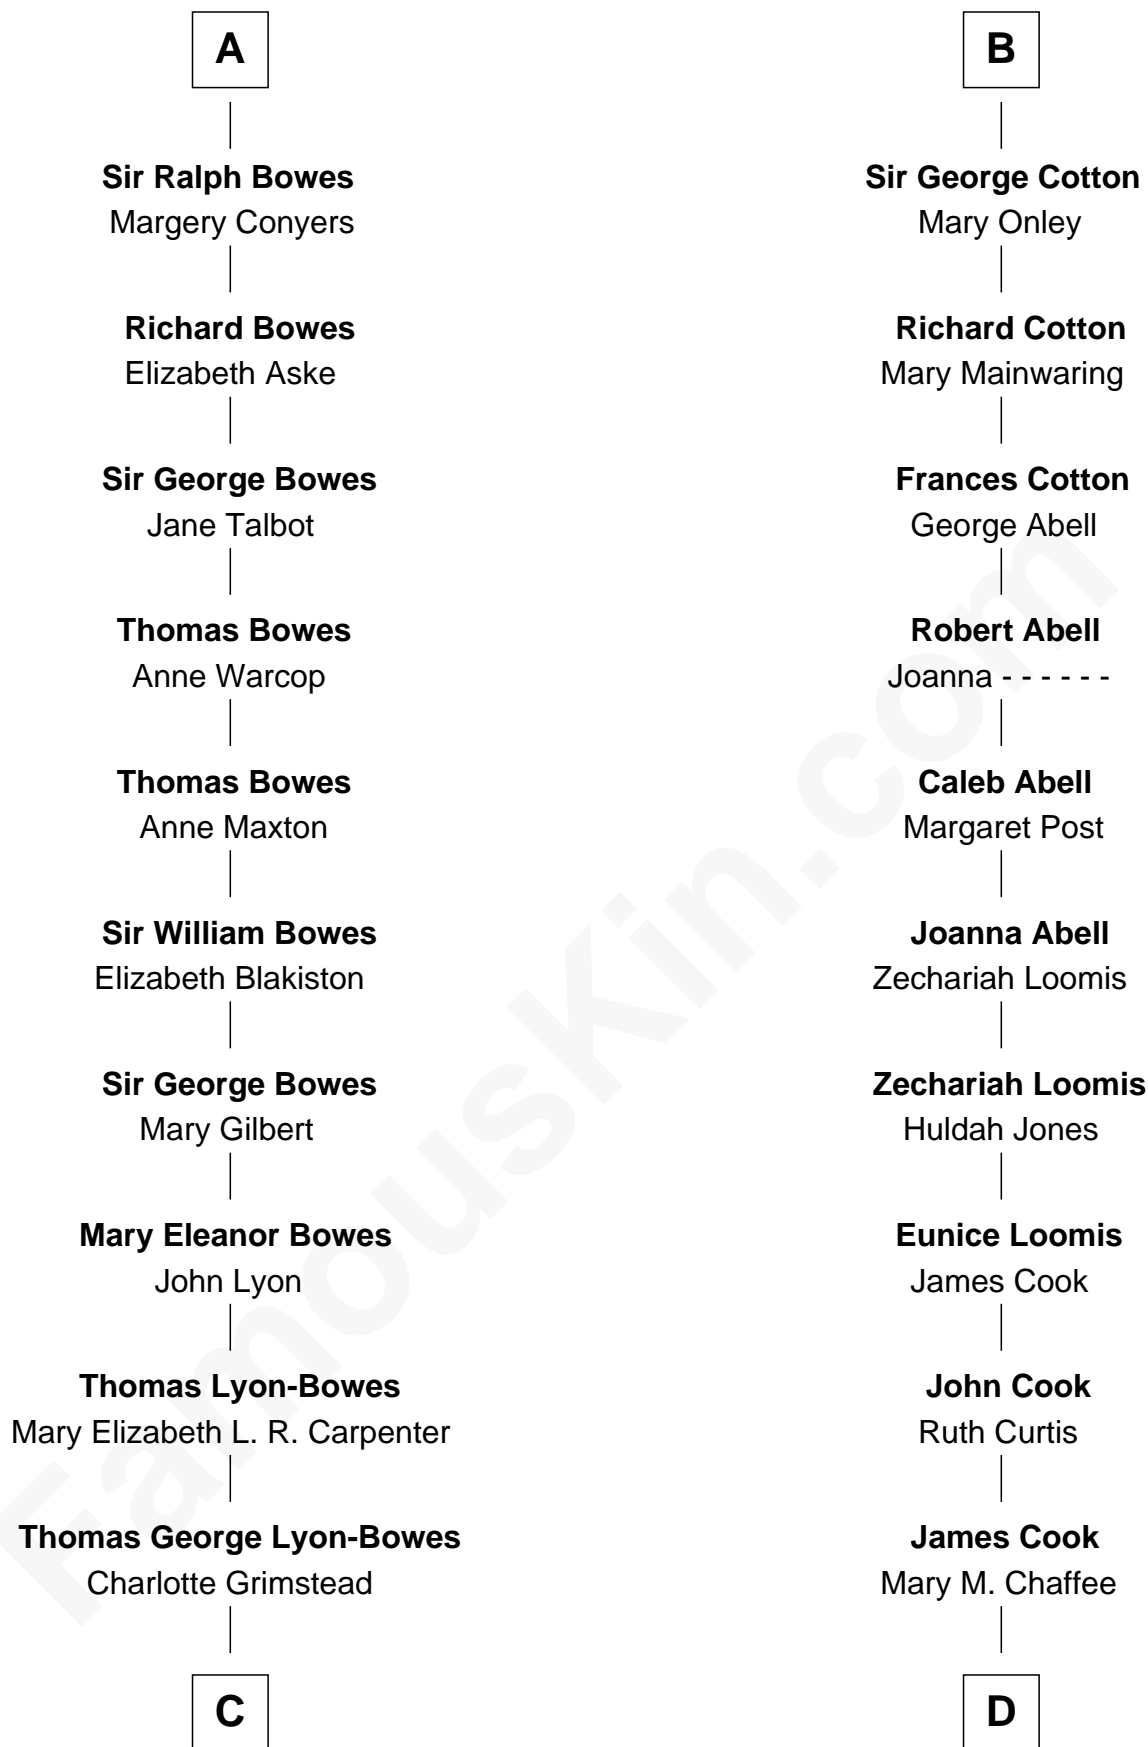 A
Sir Ralph Bowes
Margery Conyers
Richard Bowes
Elizabeth Aske
Sir George Bowes
Jane Talbot
Thomas Bowes
Anne Warcop
Thomas Bowes
Anne Maxton
Sir William Bowes
Elizabeth Blakiston
Sir George Bowes
Mary Gilbert
Mary Eleanor Bowes
John Lyon
Thomas Lyon-Bowes
Mary Elizabeth L. R. Carpenter
Thomas George Lyon-Bowes
Charlotte Grimstead
C
B
Sir George Cotton
Mary Onley
Richard Cotton
Mary Mainwaring
Frances Cotton
George Abell
Robert Abell
Joanna - - - - - -
Caleb Abell
Margaret Post
Joanna Abell
Zechariah Loomis
Zechariah Loomis
Huldah Jones
Eunice Loomis
James Cook
John Cook
Ruth Curtis
James Cook
Mary M. Chaffee
D
FamousKin.com